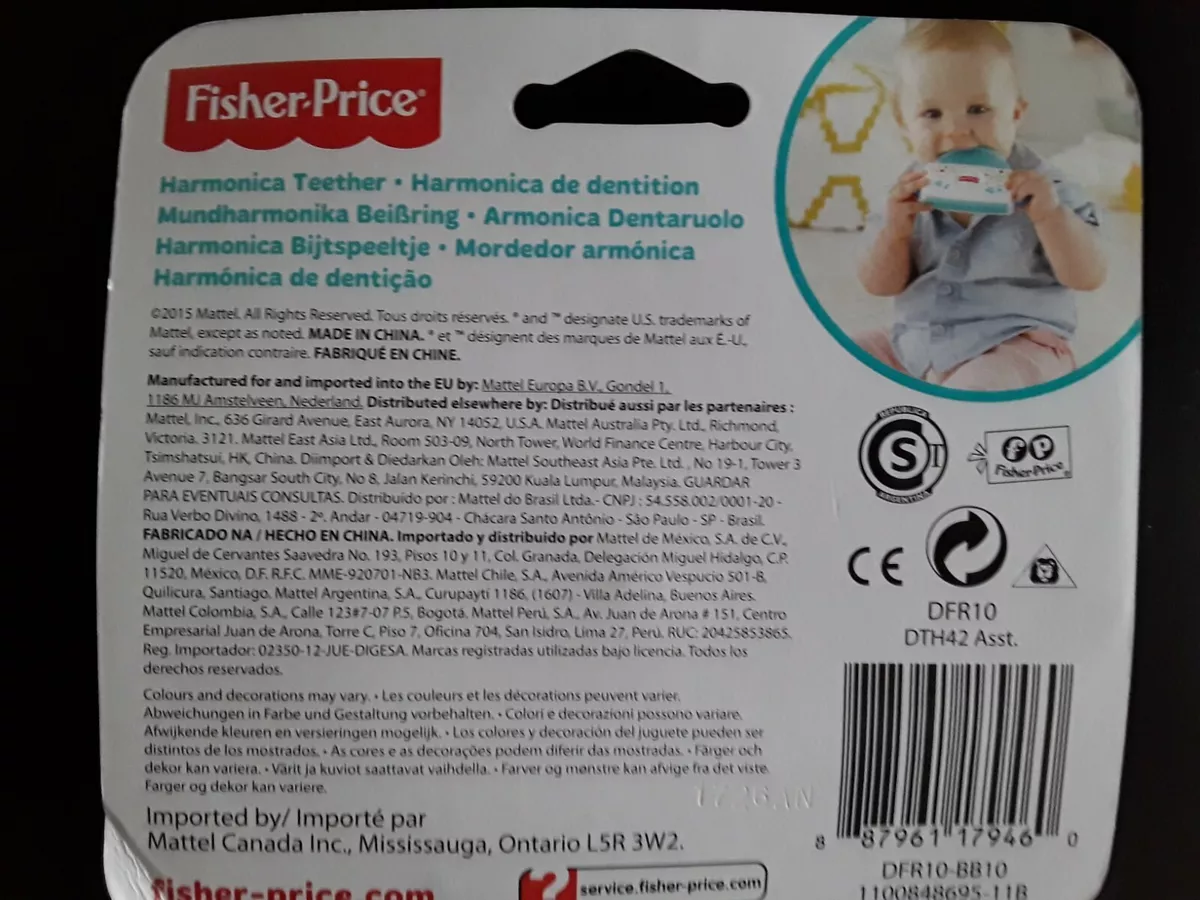 Fisher-Price®
Harmonica Teether • Harmonica de dentition
Mundharmonika Beißring • Armonica Dentaruolo
Harmonica Bijtspeeltje • Mordedor armónica
Harmónica de dentição
©2015 Mattel. All Rights Reserved. Tous droits réservés. ® and ™ designate U.S. trademarks of
Mattel, except as noted. MADE IN CHINA. ® et ™ désignent des marques de Mattel aux É.-U.,
sauf indication contraire. FABRIQUÉ EN CHINE.
Manufactured for and imported into the EU by: Mattel Europa B.V., Gondel 1,
1186 MJ Amstelveen, Nederland. Distributed elsewhere by: Distribué aussi par les partenaires :
Mattel, Inc., 636 Girard Avenue, East Aurora, NY 14052, U.S.A. Mattel Australia Pty. Ltd., Richmond,
Victoria. 3121. Mattel East Asia Ltd., Room 503-09, North Tower, World Finance Centre, Harbour City,
Tsimshatsui, HK, China. Diimport & Diedarkan Oleh: Mattel Southeast Asia Pte. Ltd. , No 19-1, Tower 3
Avenue 7, Bangsar South City, No 8, Jalan Kerinchi, 59200 Kuala Lumpur, Malaysia. GUARDAR
PARA EVENTUAIS CONSULTAS. Distribuido por : Mattel do Brasil Ltda.- CNPJ : 54.558.002/0001-20 -
Rua Verbo Divino, 1488 - 2º. Andar - 04719-904 - Chácara Santo Antônio - São Paulo - SP - Brasil.
FABRICADO NA / HECHO EN CHINA. Importado y distribuido por Mattel de México, S.A. de C.V.,
Miguel de Cervantes Saavedra No. 193, Pisos 10 y 11, Col. Granada, Delegación Miguel Hidalgo, C.P.
11520, México, D.F. R.F.C. MME-920701-NB3. Mattel Chile, S.A., Avenida Américo Vespucio 501-B,
Quilicura, Santiago. Mattel Argentina, S.A., Curupaytí 1186, (1607) - Villa Adelina, Buenos Aires.
Mattel Colombia, S.A., Calle 123#7-07 P.5, Bogotá. Mattel Perú, S.A., Av. Juan de Arona # 151, Centro
Empresarial Juan de Arona, Torre C, Piso 7, Oficina 704, San Isidro, Lima 27, Perú. RUC: 20425853865.
Reg. Importador: 02350-12-JUE-DIGESA. Marcas registradas utilizadas bajo licencia. Todos los
derechos reservados.
Colours and decorations may vary. • Les couleurs et les décorations peuvent varier.
Abweichungen in Farbe und Gestaltung vorbehalten. • Colori e decorazioni possono variare.
Afwijkende kleuren en versieringen mogelijk. • Los colores y decoración del juguete pueden ser
distintos de los mostrados. • As cores e as decorações podem diferir das mostradas. • Färger och
dekor kan variera. • Värit ja kuviot saattavat vaihdella. • Farver og mønstre kan afvige fra det viste.
Farger og dekor kan variere.
Imported by/ Importé par
Mattel Canada Inc., Mississauga, Ontario L5R 3W2.
fisher-price.com
? service.fisher-price.com
REPUBLICA
S T
ARGENTINA
fp
Fisher-Price®
CE
DFR10
DTH42 Asst.
8 87961 17946 0
DFR10-BB10
1100848695-11B